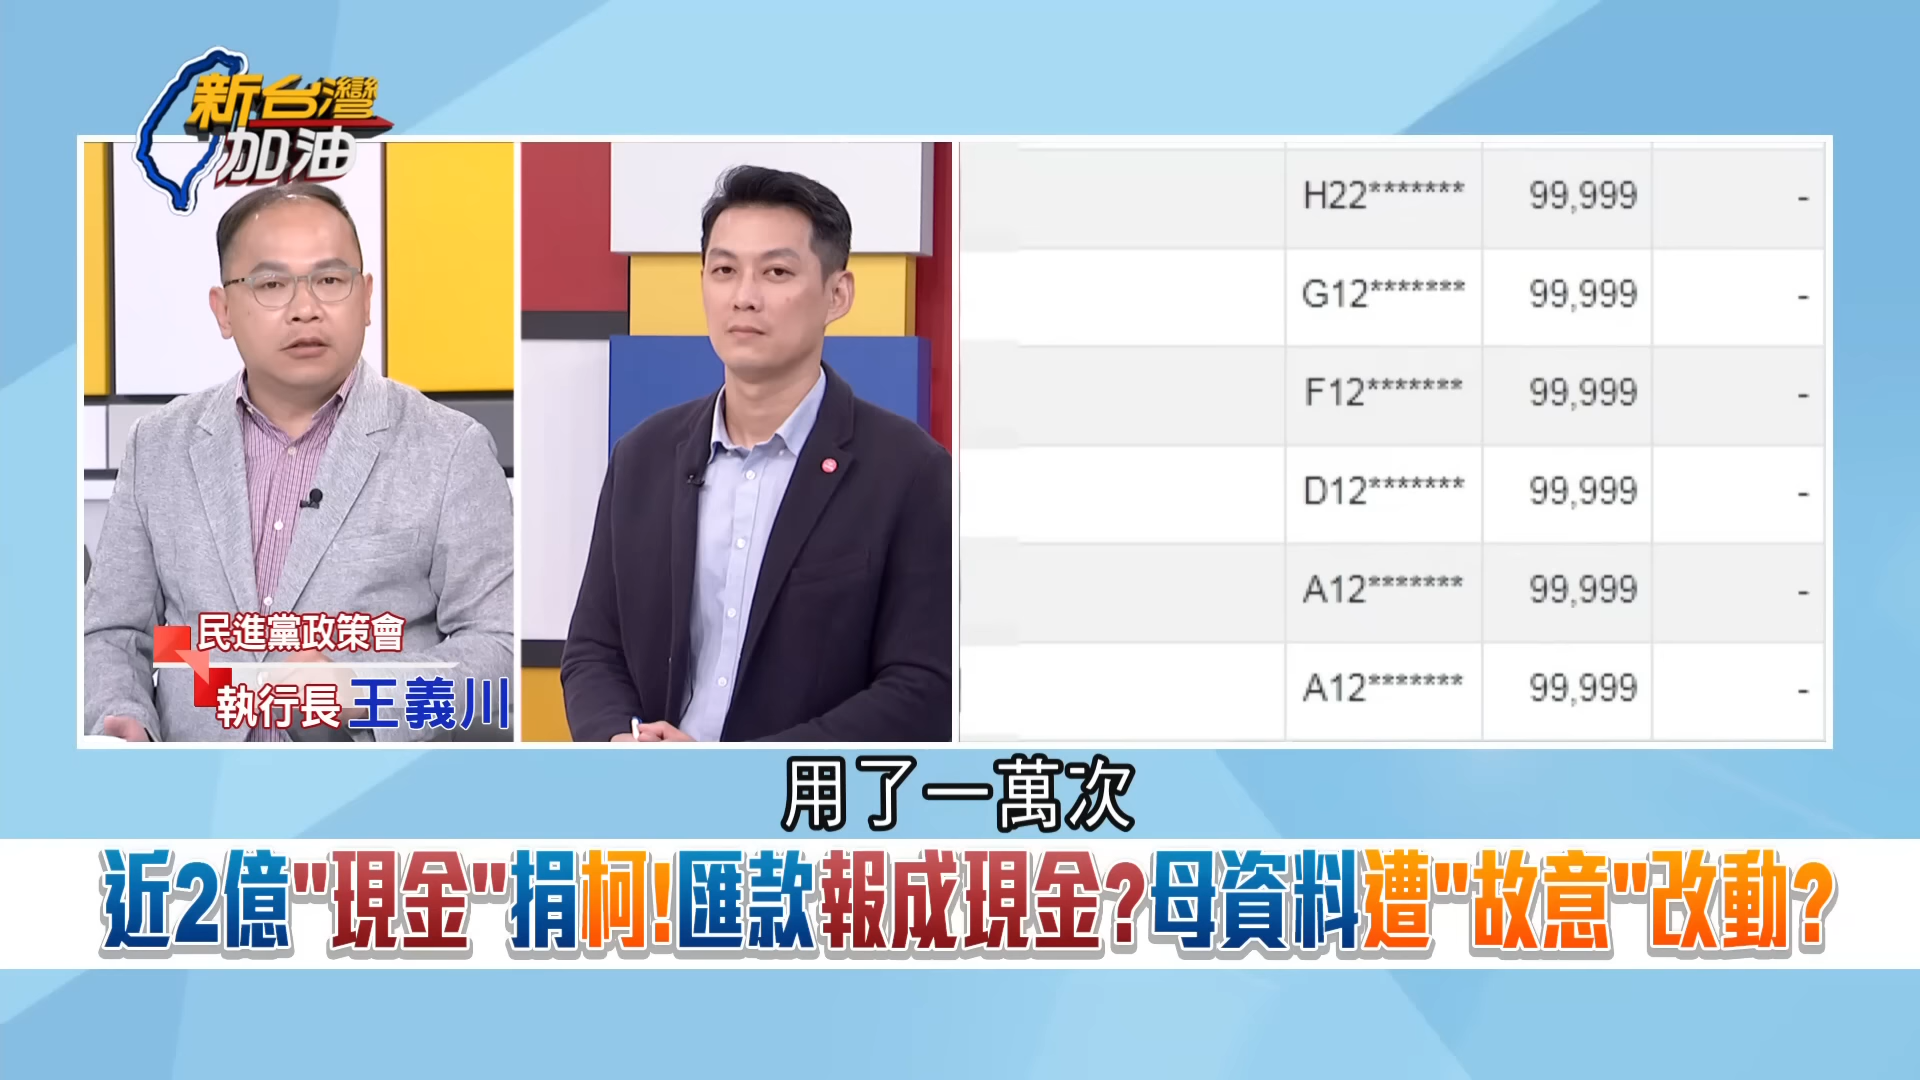 新台灣
加油
民進黨政策會
執行長 王義川
H22******* 99,999 -
G12******* 99,999 -
F12******* 99,999 -
D12******* 99,999 -
A12******* 99,999 -
A12******* 99,999 -
用了一萬次
近2億"現金"捐柯!匯款報成現金?母資料遭"故意"改動?